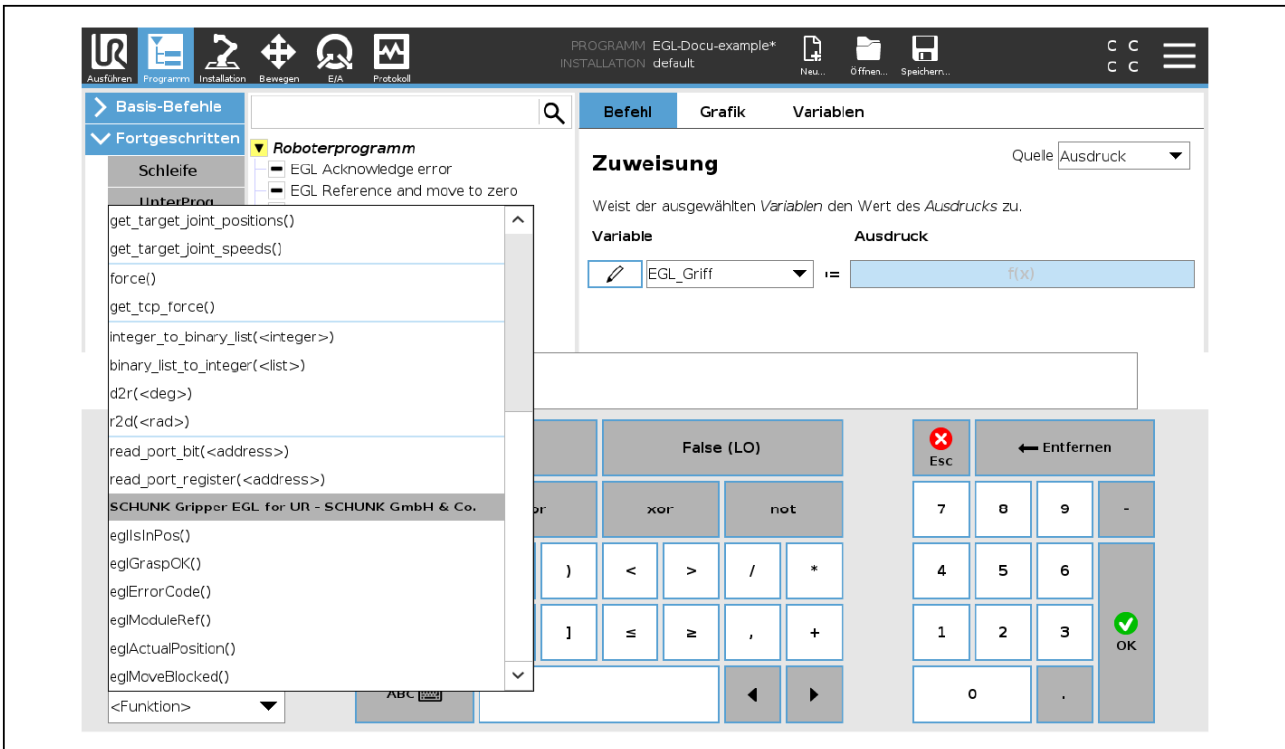 PROGRAMM EGL-Docu-example*
INSTALLATION default
Ausführen Programm Installation Bewegen E/A Protokoll
Neu... Öffnen... Speichern...
C C
C C
Basis-Befehle
Fortgeschritten
Schleife
UnterProg
Roboterprogramm
EGL Acknowledge error
EGL Reference and move to zero
Befehl Grafik Variablen
Zuweisung
Quelle Ausdruck
Weist der ausgewählten Variablen den Wert des Ausdrucks zu.
Variable Ausdruck
EGL_Griff := f(x)
get_target_joint_positions()
get_target_joint_speeds()
force()
get_tcp_force()
integer_to_binary_list(<integer>)
binary_list_to_integer(<list>)
d2r(<deg>)
r2d(<rad>)
read_port_bit(<address>)
read_port_register(<address>)
SCHUNK Gripper EGL for UR - SCHUNK GmbH & Co.
eglIsInPos()
eglGraspOK()
eglErrorCode()
eglModuleRef()
eglActualPosition()
eglMoveBlocked()
<Funktion>
False (LO)
Esc
Entfernen
or xor not
7 8 9 -
) < > / *
4 5 6
] ≤ ≥ , +
1 2 3
OK
ABC
0 .